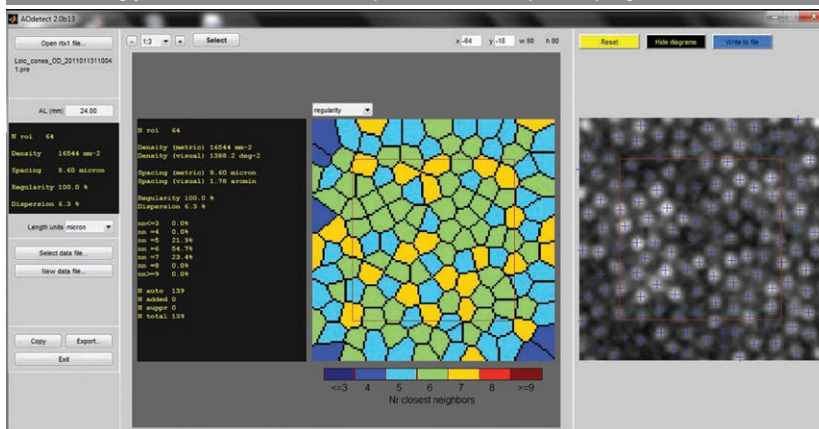 AOdetect 2.0b13
Open rtx1 file...
Loic_cones_OD_2011011311004
1.pre
AL (mm) 24.00
N roi 64
Density 16544 mm-2
Spacing 8.60 micron
Regularity 100.0 %
Dispersion 6.3 %
Length units micron
Select data file...
New data file...
Copy Export...
Exit
- 1:3 + Select
x -64 y -18 w 80 h 80
N roi 64
Density (metric) 16544 mm-2
Density (visual) 1388.2 deg-2
Spacing (metric) 8.60 micron
Spacing (visual) 1.78 arcmin
Regularity 100.0 %
Dispersion 6.3 %
nn<=3 0.0%
nn =4 0.0%
nn =5 21.9%
nn =6 54.7%
nn =7 23.4%
nn =8 0.0%
nn>=9 0.0%
N auto 139
N added 0
N suppr 0
N total 139
regularity
<=3 4 5 6 7 8 >=9
Nr closest neighbors
Reset Hide diagrams Write to file